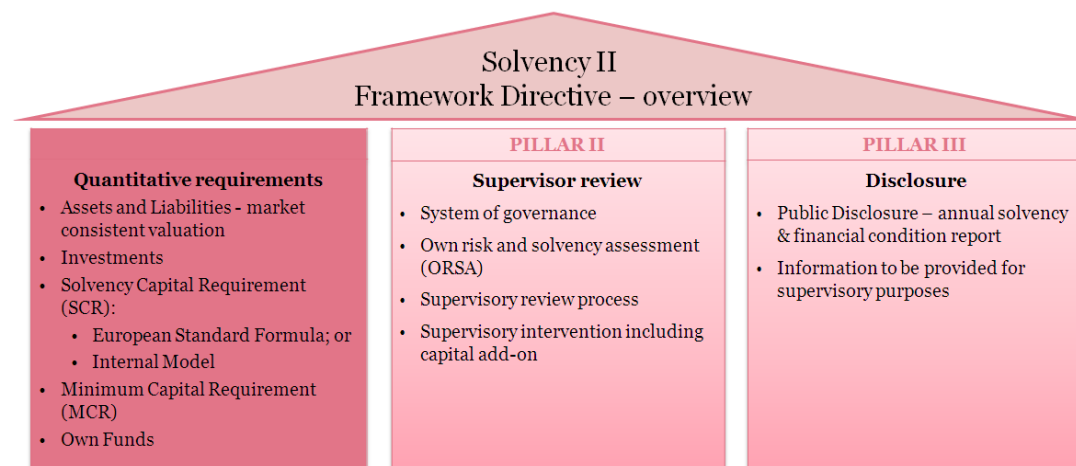 Solvency II
Framework Directive – overview
Quantitative requirements
• Assets and Liabilities - market
consistent valuation
• Investments
• Solvency Capital Requirement
(SCR):
• European Standard Formula; or
• Internal Model
• Minimum Capital Requirement
(MCR)
• Own Funds
PILLAR II
Supervisor review
• System of governance
• Own risk and solvency assessment
(ORSA)
• Supervisory review process
• Supervisory intervention including
capital add-on
PILLAR III
Disclosure
• Public Disclosure – annual solvency
& financial condition report
• Information to be provided for
supervisory purposes